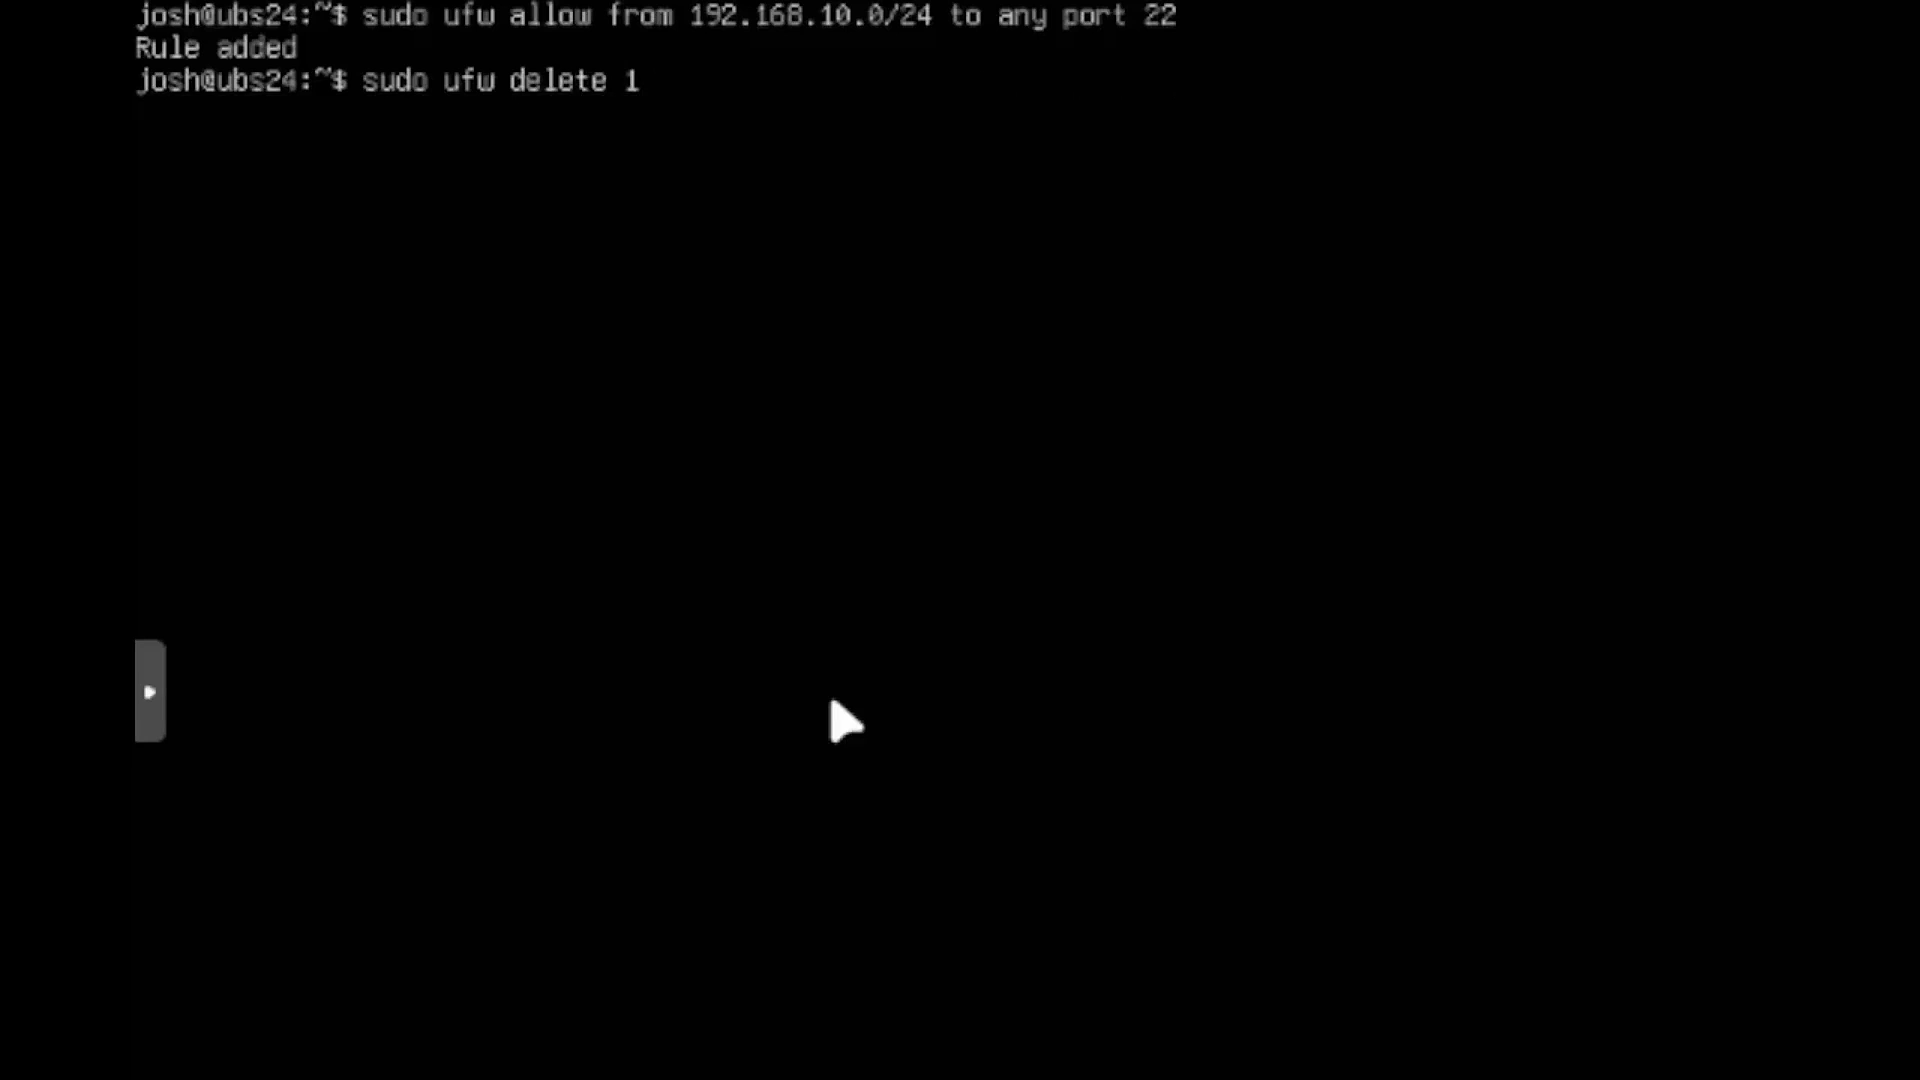 josh@ubs24:~$ sudo ufw allow from 192.168.10.0/24 to any port 22
Rule added
josh@ubs24:~$ sudo ufw delete 1